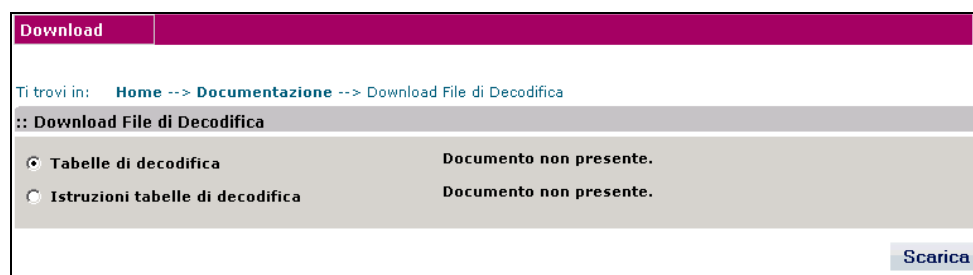 Download
Ti trovi in: Home --> Documentazione --> Download File di Decodifica
:: Download File di Decodifica
Tabelle di decodifica Documento non presente.
Istruzioni tabelle di decodifica Documento non presente.
Scarica